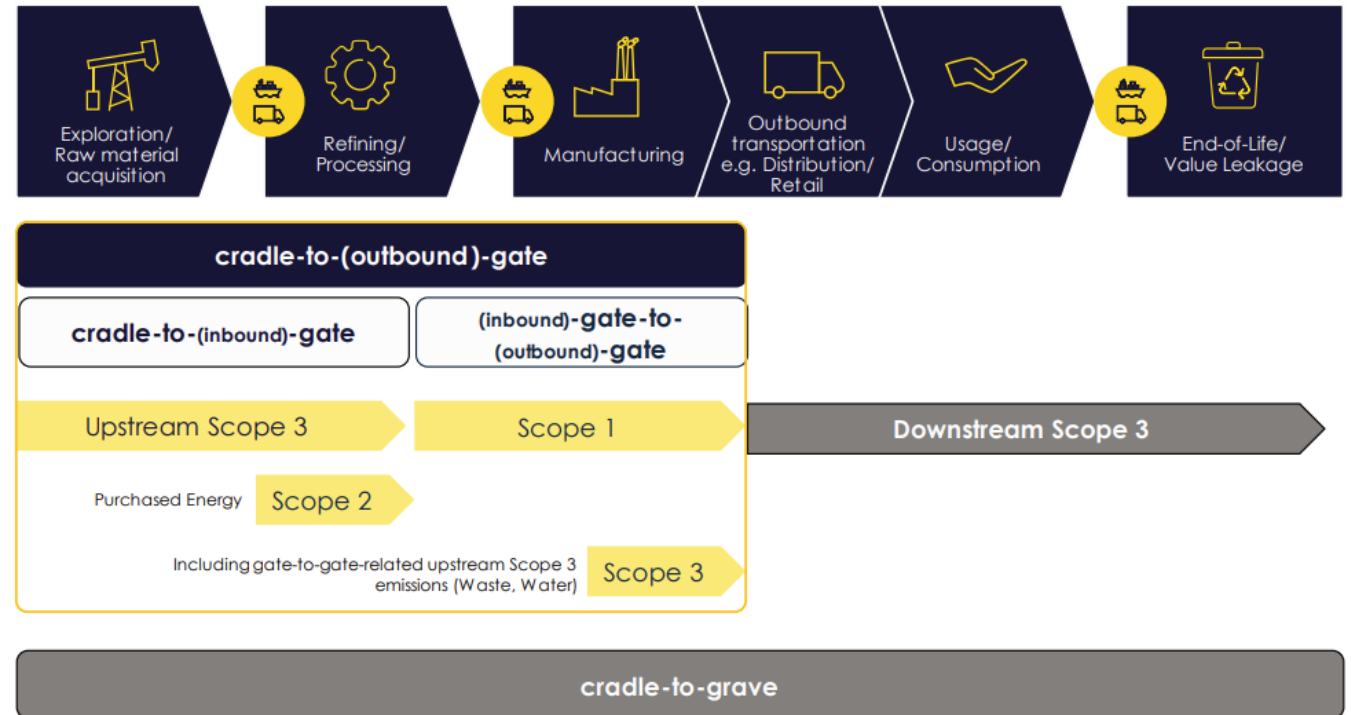 Exploration/
Raw material
acquisition
Refining/
Processing
Manufacturing
Outbound
transportation
e.g. Distribution/
Retail
Usage/
Consumption
End-of-Life/
Value Leakage
cradle-to-(outbound)-gate
cradle-to-(inbound)-gate
(inbound)-gate-to-
(outbound)-gate
Upstream Scope 3
Scope 1
Downstream Scope 3
Purchased Energy
Scope 2
Including gate-to-gate-related upstream Scope 3
emissions (Waste, Water)
Scope 3
cradle-to-grave